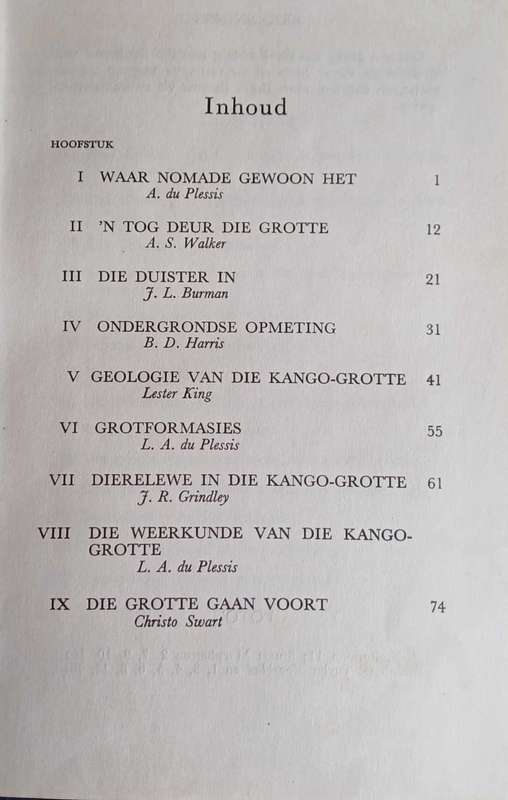 Inhoud
HOOFSTUK
I WAAR NOMADE GEWOON HET 1
A. du Plessis
II 'N TOG DEUR DIE GROTTE 12
A. S. Walker
III DIE DUISTER IN 21
J. L. Burman
IV ONDERGRONDSE OPMETING 31
B. D. Harris
V GEOLOGIE VAN DIE KANGO-GROTTE 41
Lester King
VI GROTFORMASIES 55
L. A. du Plessis
VII DIERELEWE IN DIE KANGO-GROTTE 61
J. R. Grindley
VIII DIE WEERKUNDE VAN DIE KANGO-
GROTTE
L. A. du Plessis
IX DIE GROTTE GAAN VOORT 74
Christo Swart